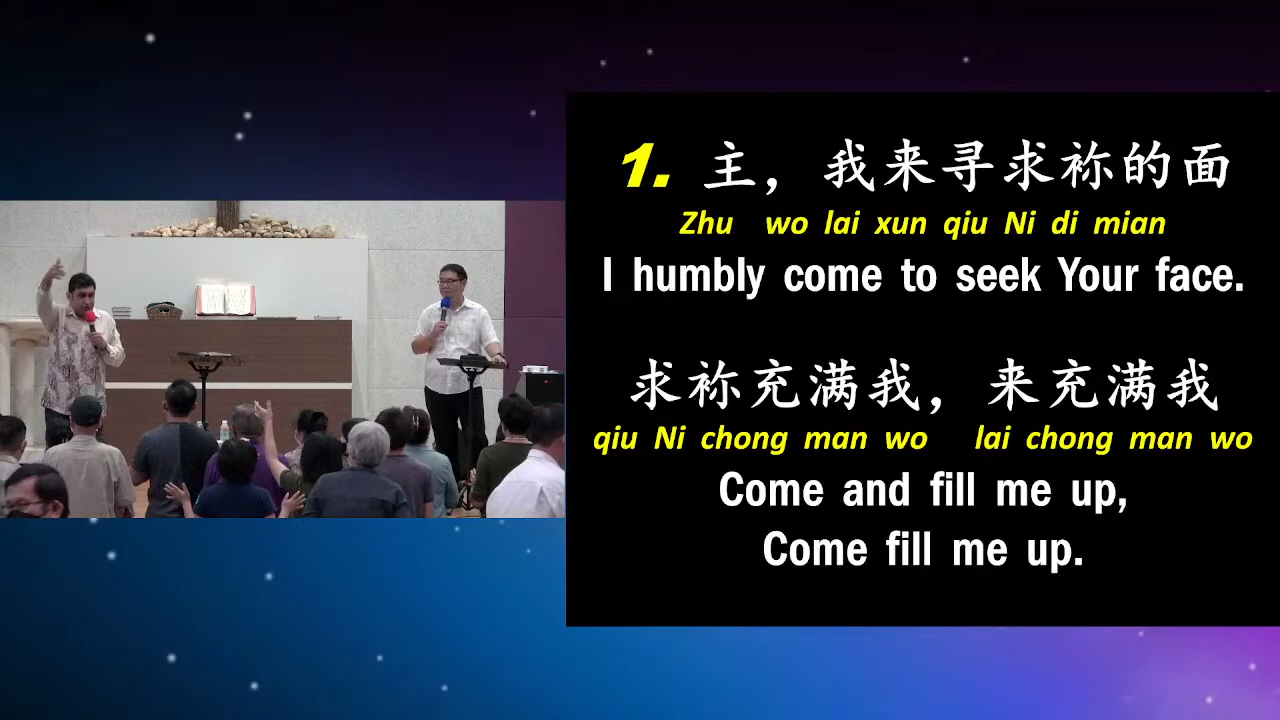 1. 主，我来寻求祢的面
Zhu wo lai xun qiu Ni di mian
I humbly come to seek Your face.
求祢充满我，来充满我
qiu Ni chong man wo lai chong man wo
Come and fill me up,
Come fill me up.